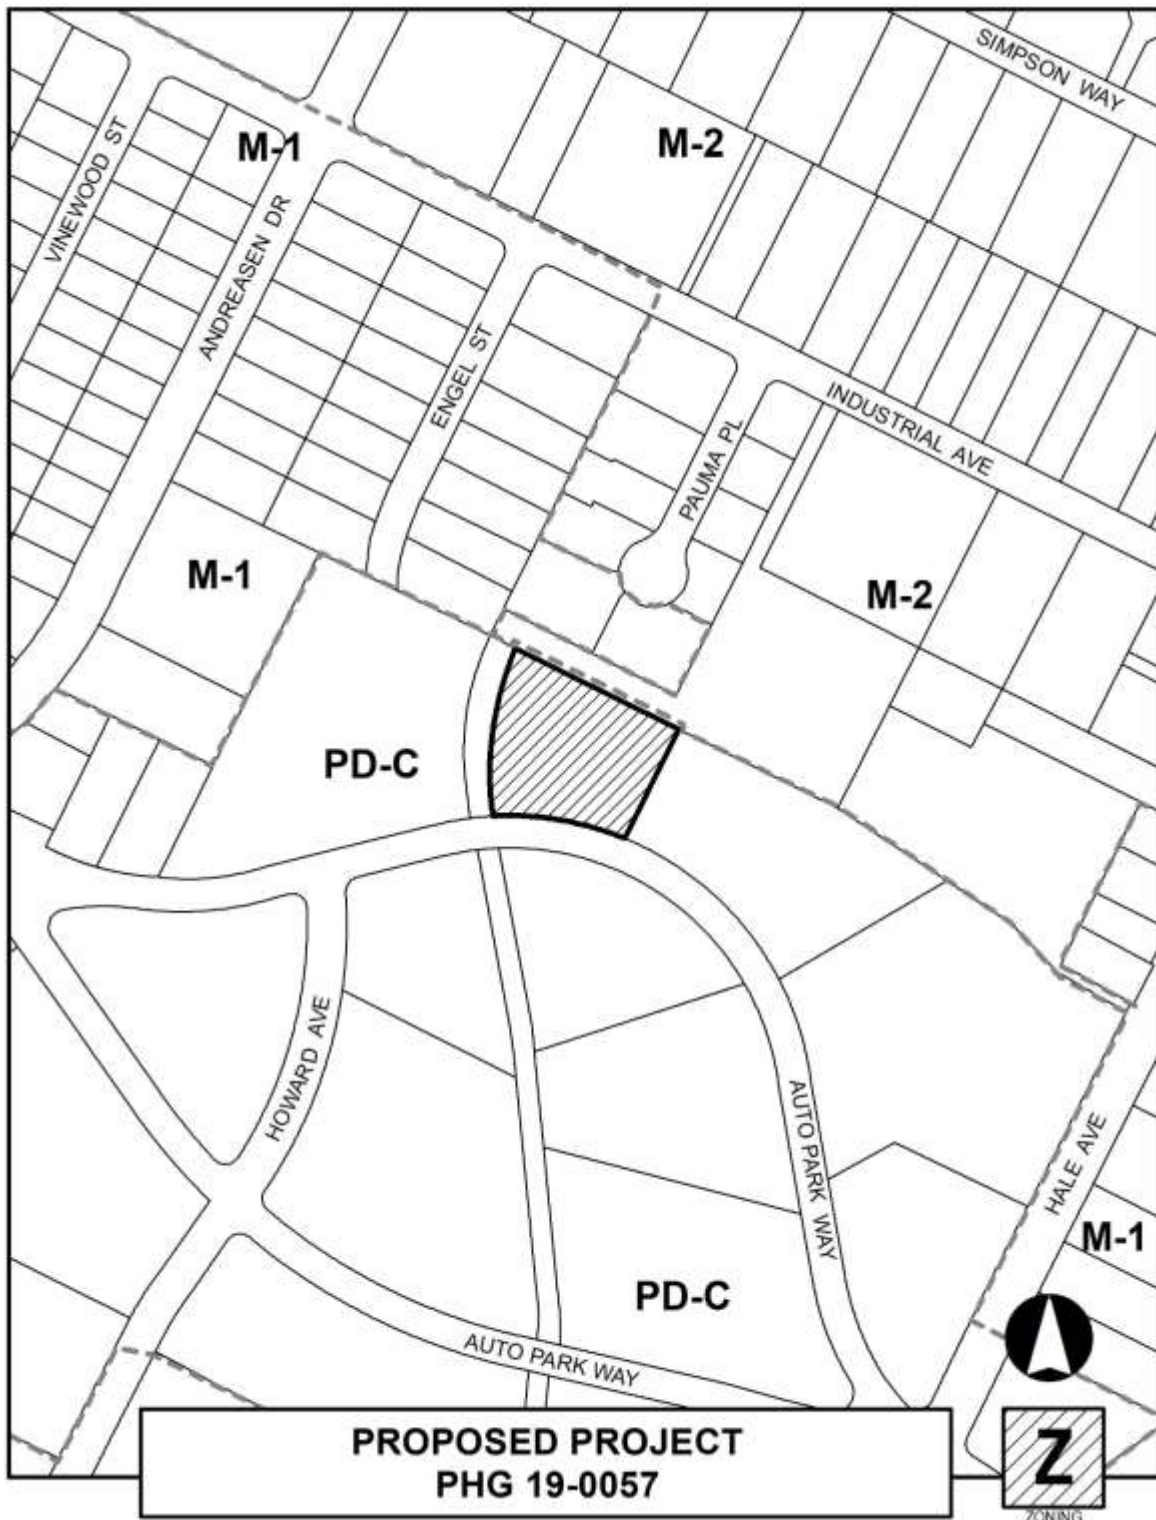 SIMPSON WAY
M-1
M-2
VINEWOOD ST
ANDREASEN DR
ENGEL ST
INDUSTRIAL AVE
PAUMA PL
M-1
M-2
PD-C
HOWARD AVE
AUTO PARK WAY
HALE AVE
M-1
PD-C
AUTO PARK WAY
PROPOSED PROJECT
PHG 19-0057
Z
ZONING